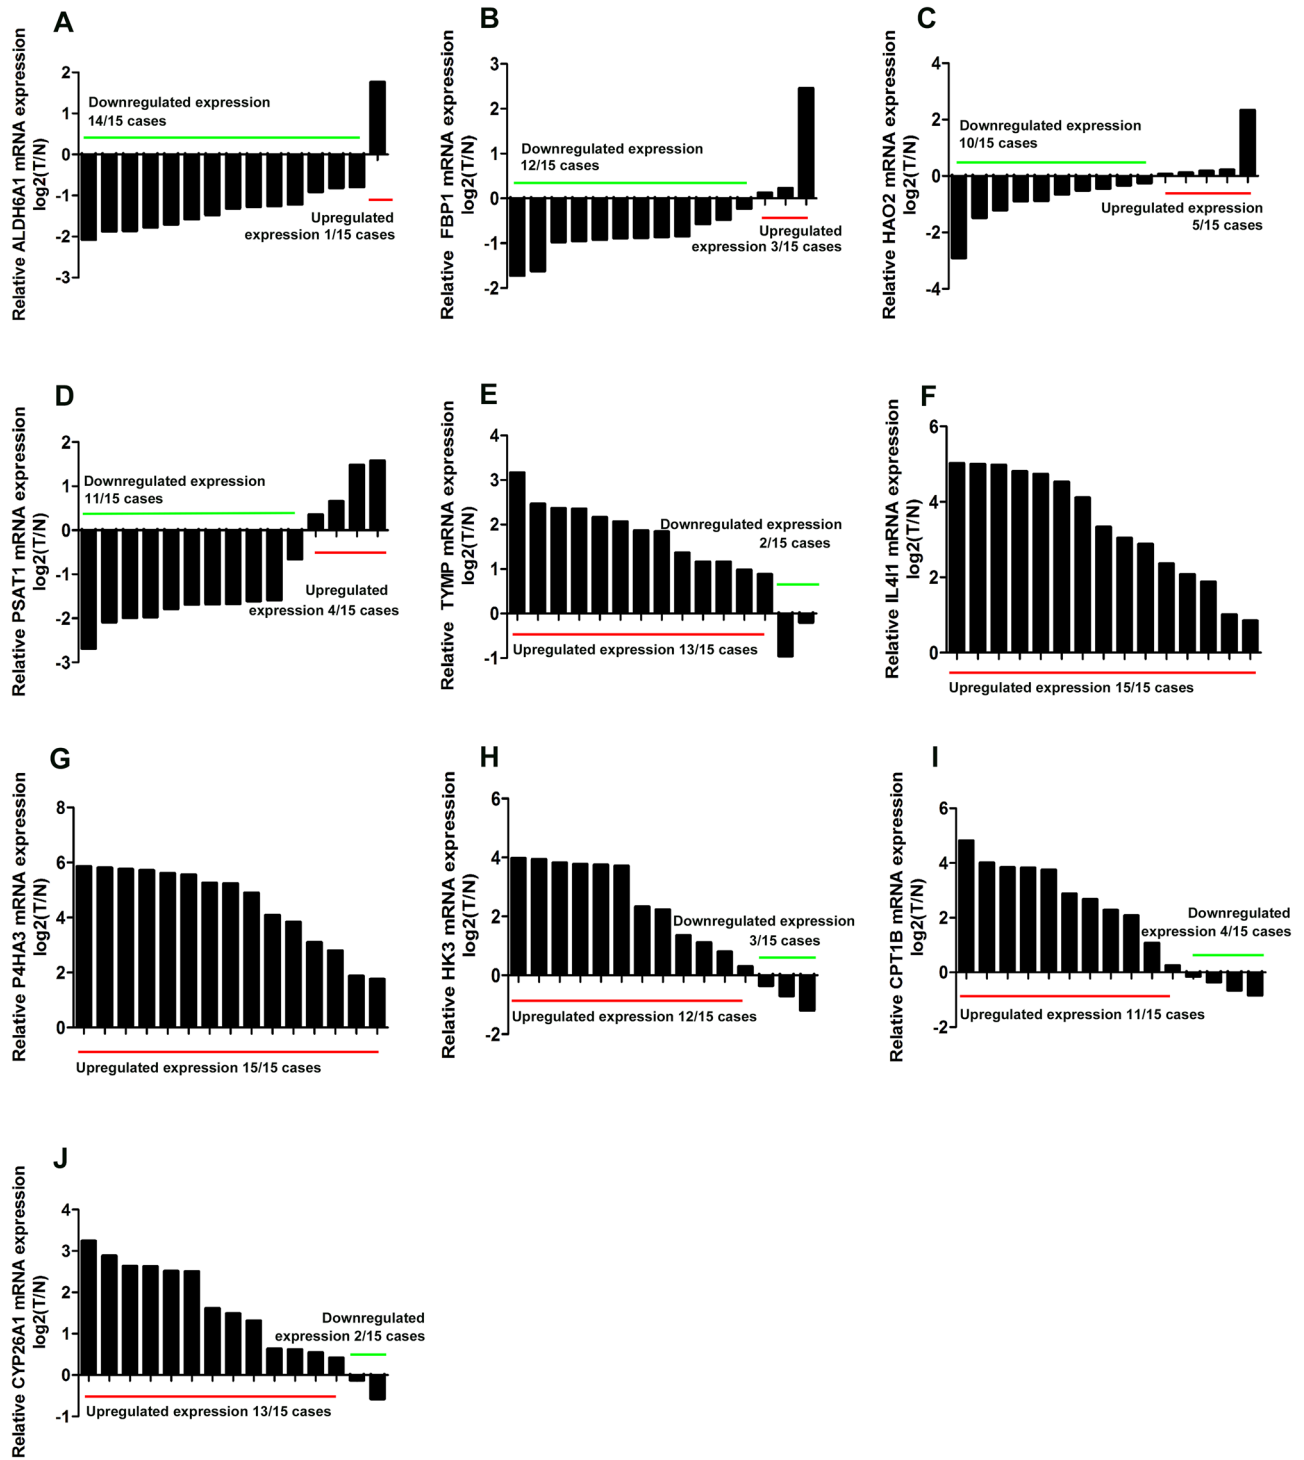 A
Relative ALDH6A1 mRNA expression
log2(T/N)
2
1
0
-1
-2
-3
Downregulated expression
14/15 cases
Upregulated
expression 1/15 cases
B
Relative FBP1 mRNA expression
log2(T/N)
3
2
1
0
-1
-2
Downregulated expression
12/15 cases
Upregulated
expression 3/15 cases
C
Relative HAO2 mRNA expression
log2(T/N)
4
2
0
-2
-4
Downregulated expression
10/15 cases
Upregulated expression
5/15 cases
D
Relative PSAT1 mRNA expression
log2(T/N)
2
1
0
-1
-2
-3
Downregulated expression
11/15 cases
Upregulated
expression 4/15 cases
E
Relative TYMP mRNA expression
log2(T/N)
4
3
2
1
0
-1
Downregulated expression
2/15 cases
Upregulated expression 13/15 cases
F
Relative IL4I1 mRNA expression
log2(T/N)
6
4
2
0
Upregulated expression 15/15 cases
G
Relative P4HA3 mRNA expression
log2(T/N)
8
6
4
2
0
Upregulated expression 15/15 cases
H
Relative HK3 mRNA expression
log2(T/N)
6
4
2
0
-2
Downregulated expression
3/15 cases
Upregulated expression 12/15 cases
I
Relative CPT1B mRNA expression
log2(T/N)
6
4
2
0
-2
Downregulated
expression 4/15 cases
Upregulated expression 11/15 cases
J
Relative CYP26A1 mRNA expression
log2(T/N)
4
3
2
1
0
-1
Downregulated
expression 2/15 cases
Upregulated expression 13/15 cases